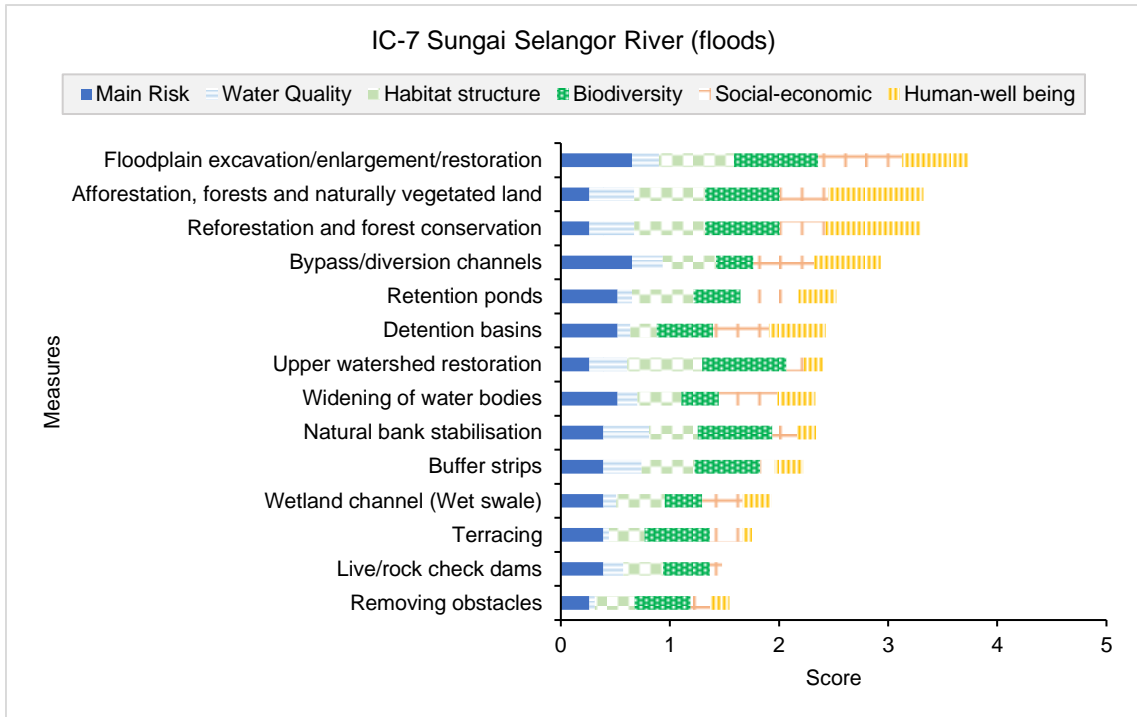 IC-7 Sungai Selangor River (floods)
Main Risk Water Quality Habitat structure Biodiversity Social-economic Human-well being
Floodplain excavation/enlargement/restoration
Afforestation, forests and naturally vegetated land
Reforestation and forest conservation
Bypass/diversion channels
Retention ponds
Detention basins
Upper watershed restoration
Widening of water bodies
Natural bank stabilisation
Buffer strips
Wetland channel (Wet swale)
Terracing
Live/rock check dams
Removing obstacles
Measures
0 1 2 3 4 5
Score